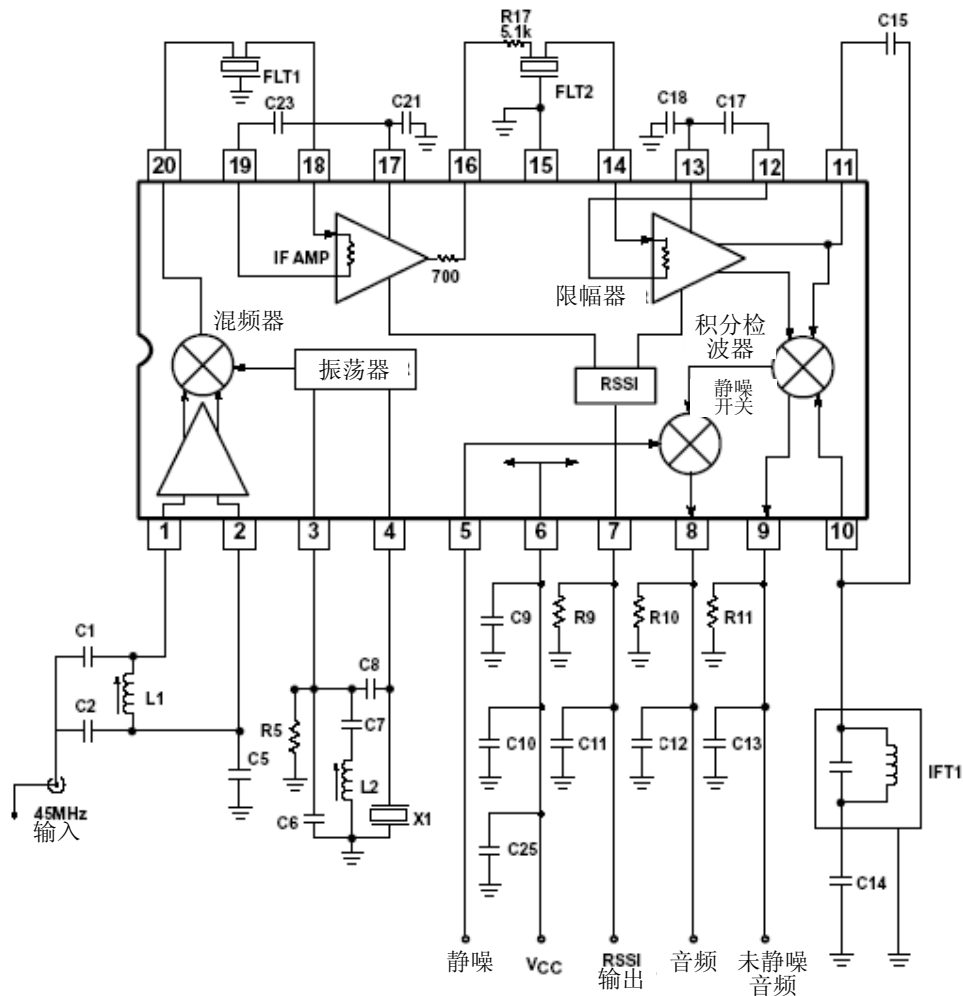 R17
5.1k
C15
FLT1
FLT2
C23
C21
C18
C17
20
19
18
17
16
15
14
13
12
11
IF AMP
700
限幅器
混频器
积分检
波器
振荡器
RSSI
静噪
开关
1
2
3
4
5
6
7
8
9
10
C9
R9
R10
R11
C1
C8
L1
C2
R5
C7
C10
C11
C12
C13
C5
L2
IFT1
45MHz
输入
C6
X1
C25
C14
静噪
VCC
RSSI
输出
音频
未静噪
音频